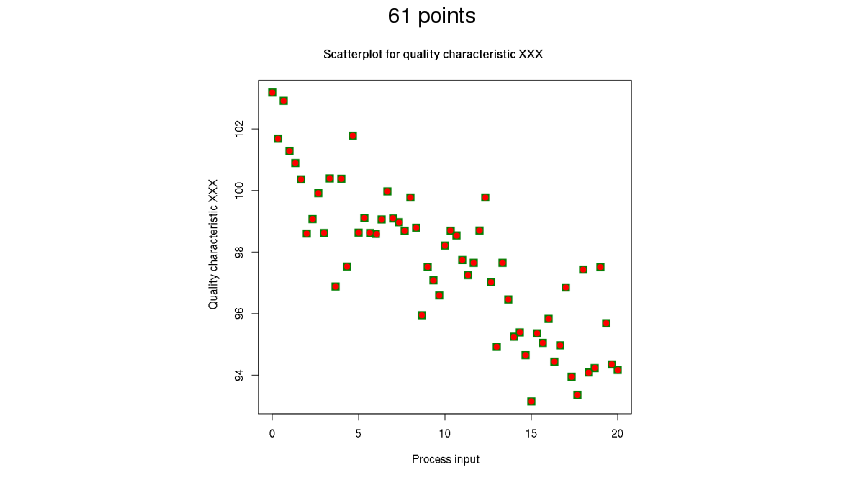 61 points
Scatterplot for quality characteristic XXX
Quality characteristic XXX
102
100
98
96
94
0 5 10 15 20
Process input